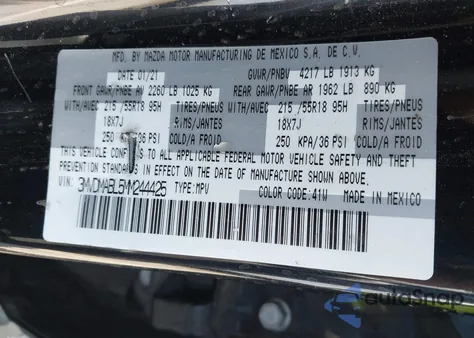 MFD. BY MAZDA MOTOR MANUFACTURING DE MEXICO S.A. DE C.V.
DATE 01/21 GVWR/PNBV 4217 LB 1913 KG
FRONT GAWR/PNBE AV 2260 LB 1025 KG REAR GAWR/PNBE AR 1962 LB 890 KG
WITH/AVEC 215 /55R18 95H TIRES/PNEUS WITH/AVEC 215 /55R18 95H TIRES/PNEUS
18X7J RIMS/JANTES 18X7J RIMS/JANTES
250 /36 PSI COLD/A FROID 250 KPA/36 PSI COLD/A FROID
THIS VEHICLE CONFORMS TO ALL APPLICABLE FEDERAL MOTOR VEHICLE SAFETY AND THEFT
PREVENTION STANDARDS IN EFFECT ON THE DATE OF MANUFACTURE SHOWN ABOVE.
VIN: 3MVDMABL5MM244425 TYPE: MPV COLOR CODE: 41W MADE IN MEXICO
autoSnap